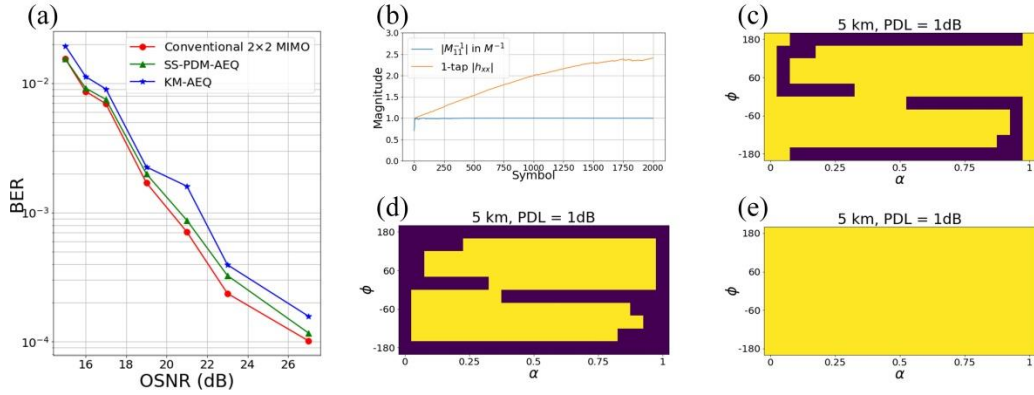 (a)
10⁻²
10⁻³
10⁻⁴
BER
16 18 20 22 24 26
OSNR (dB)
Conventional 2×2 MIMO
SS-PDM-AEQ
KM-AEQ
(b)
3.0
2.5
2.0
1.5
1.0
0.5
0.0
Magnitude
|M₁₁⁻¹| in M⁻¹
1-tap |hₓₓ|
0 250 500 750 1000 1250 1500 1750 2000
Symbol
(c)
5 km, PDL = 1dB
180
60
-60
-180
ϕ
0 0.25 0.5 0.75 1
α
(d)
5 km, PDL = 1dB
180
60
-60
-180
ϕ
0 0.25 0.5 0.75 1
α
(e)
5 km, PDL = 1dB
180
60
-60
-180
ϕ
0 0.25 0.5 0.75 1
α